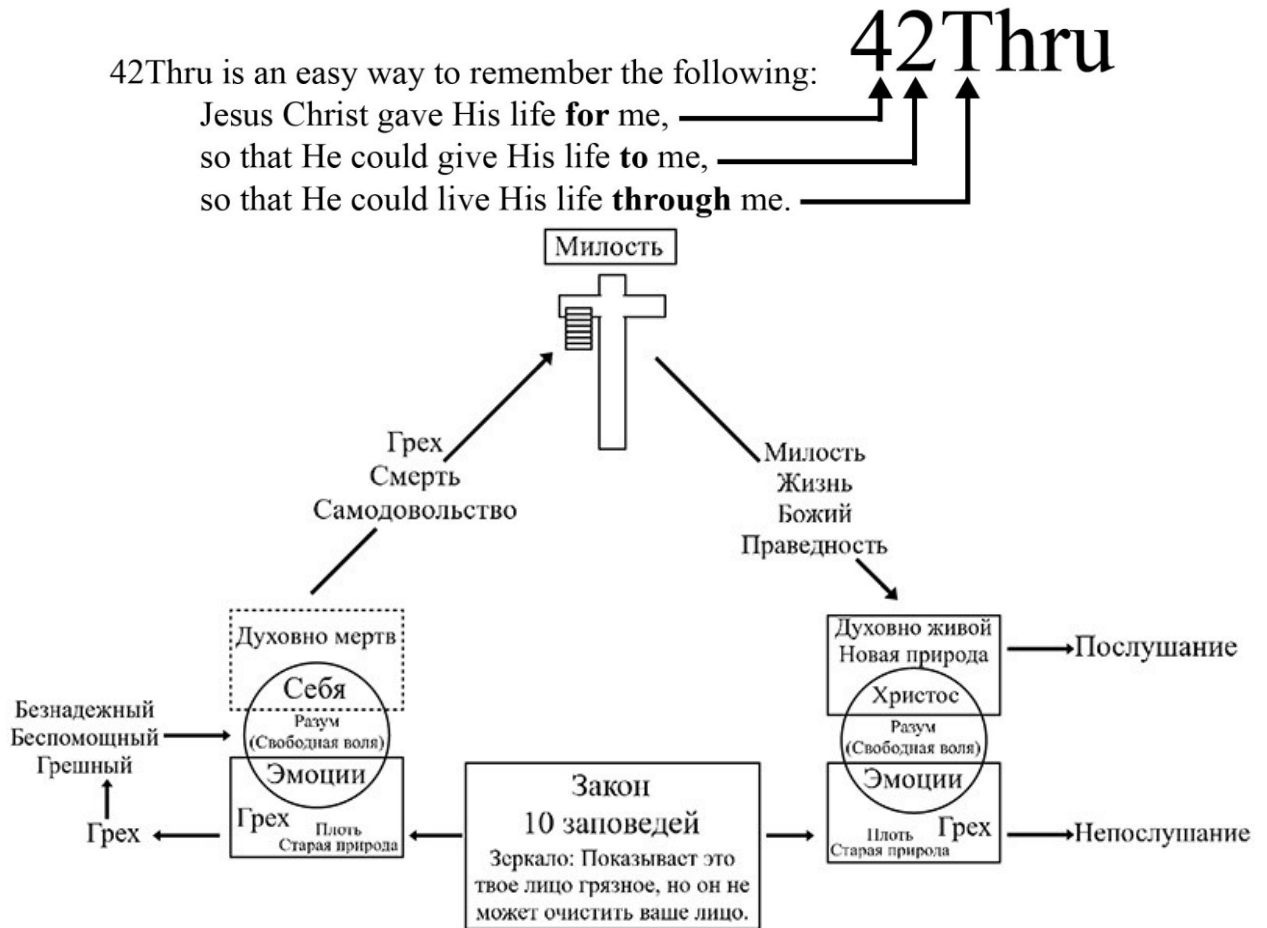 42Thru
42Thru is an easy way to remember the following:
Jesus Christ gave His life for me,
so that He could give His life to me,
so that He could live His life through me.
Милость
Грех
Смерть
Самодовольство
Милость
Жизнь
Божий
Праведность
Духовно мертв
Себя
Разум
(Свободная воля)
Эмоции
Грех
Плоть
Старая природа
Безнадежный
Беспомощный
Грешный
Грех
Закон
10 заповедей
Зеркало: Показывает это
твое лицо грязное, но он не
может очистить ваше лицо.
Духовно живой
Новая природа
Христос
Разум
(Свободная воля)
Эмоции
Грех
Плоть
Старая природа
Послушание
Непослушание